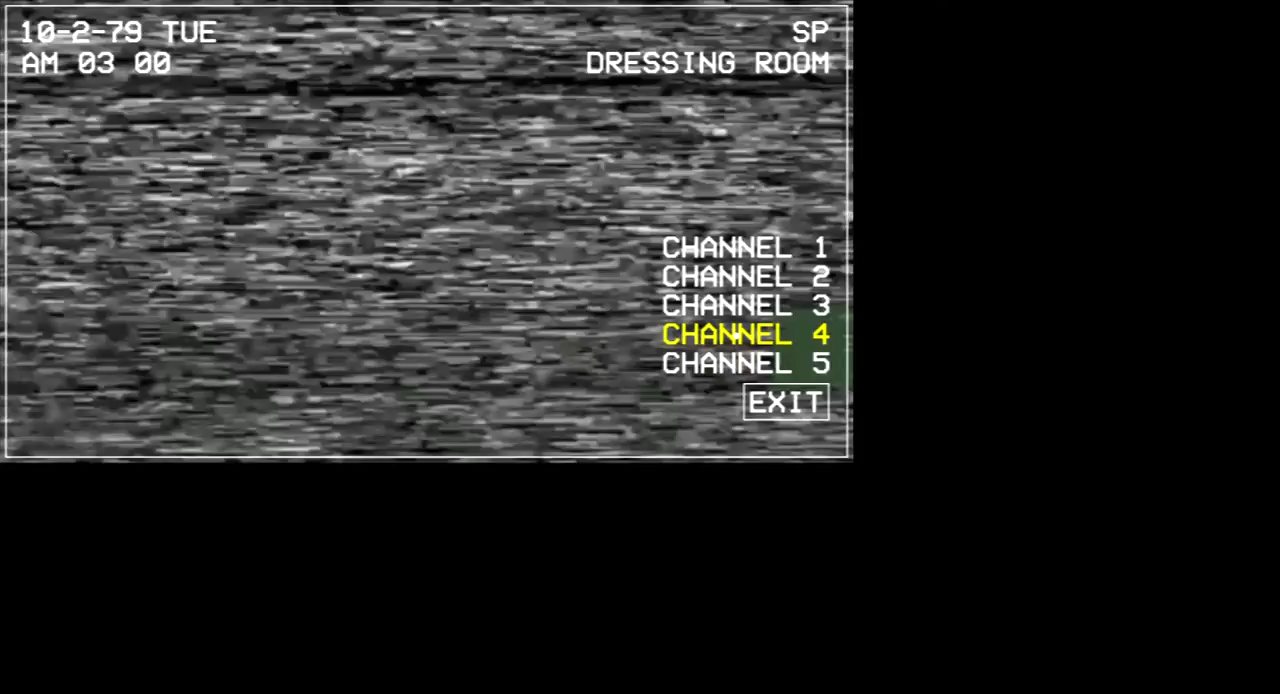 10-2-79 TUE
SP
AM 03 00
DRESSING ROOM
CHANNEL 1
CHANNEL 2
CHANNEL 3
CHANNEL 4
CHANNEL 5
EXIT